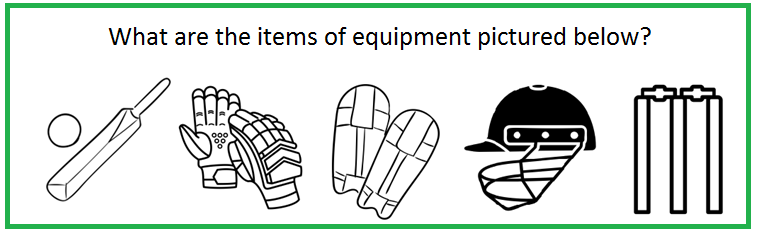 What are the items of equipment pictured below?